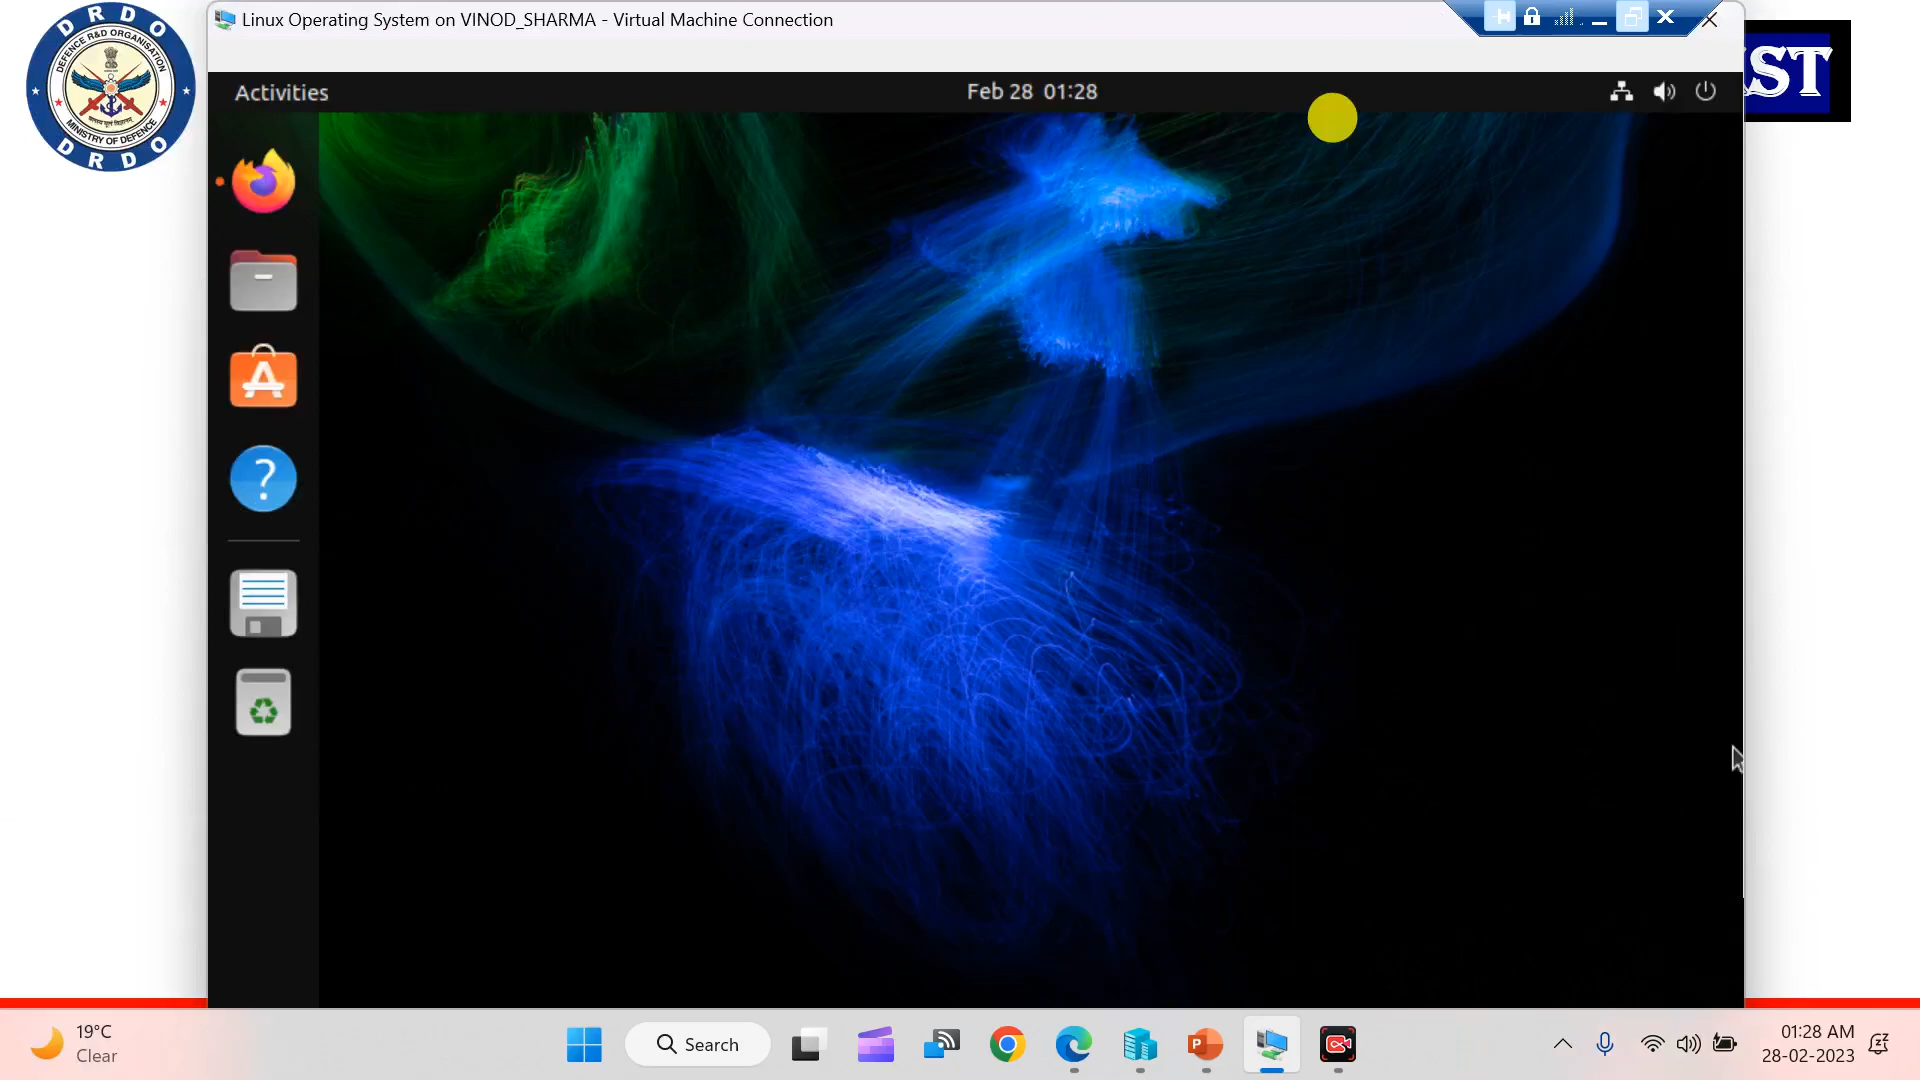 DRDO
DEFENCE R&D ORGANISATION
MINISTRY OF DEFENCE
DRDO
Linux Operating System on VINOD_SHARMA - Virtual Machine Connection
ST
Activities
Feb 28 01:28
19°C
Clear
Search
01:28 AM
28-02-2023